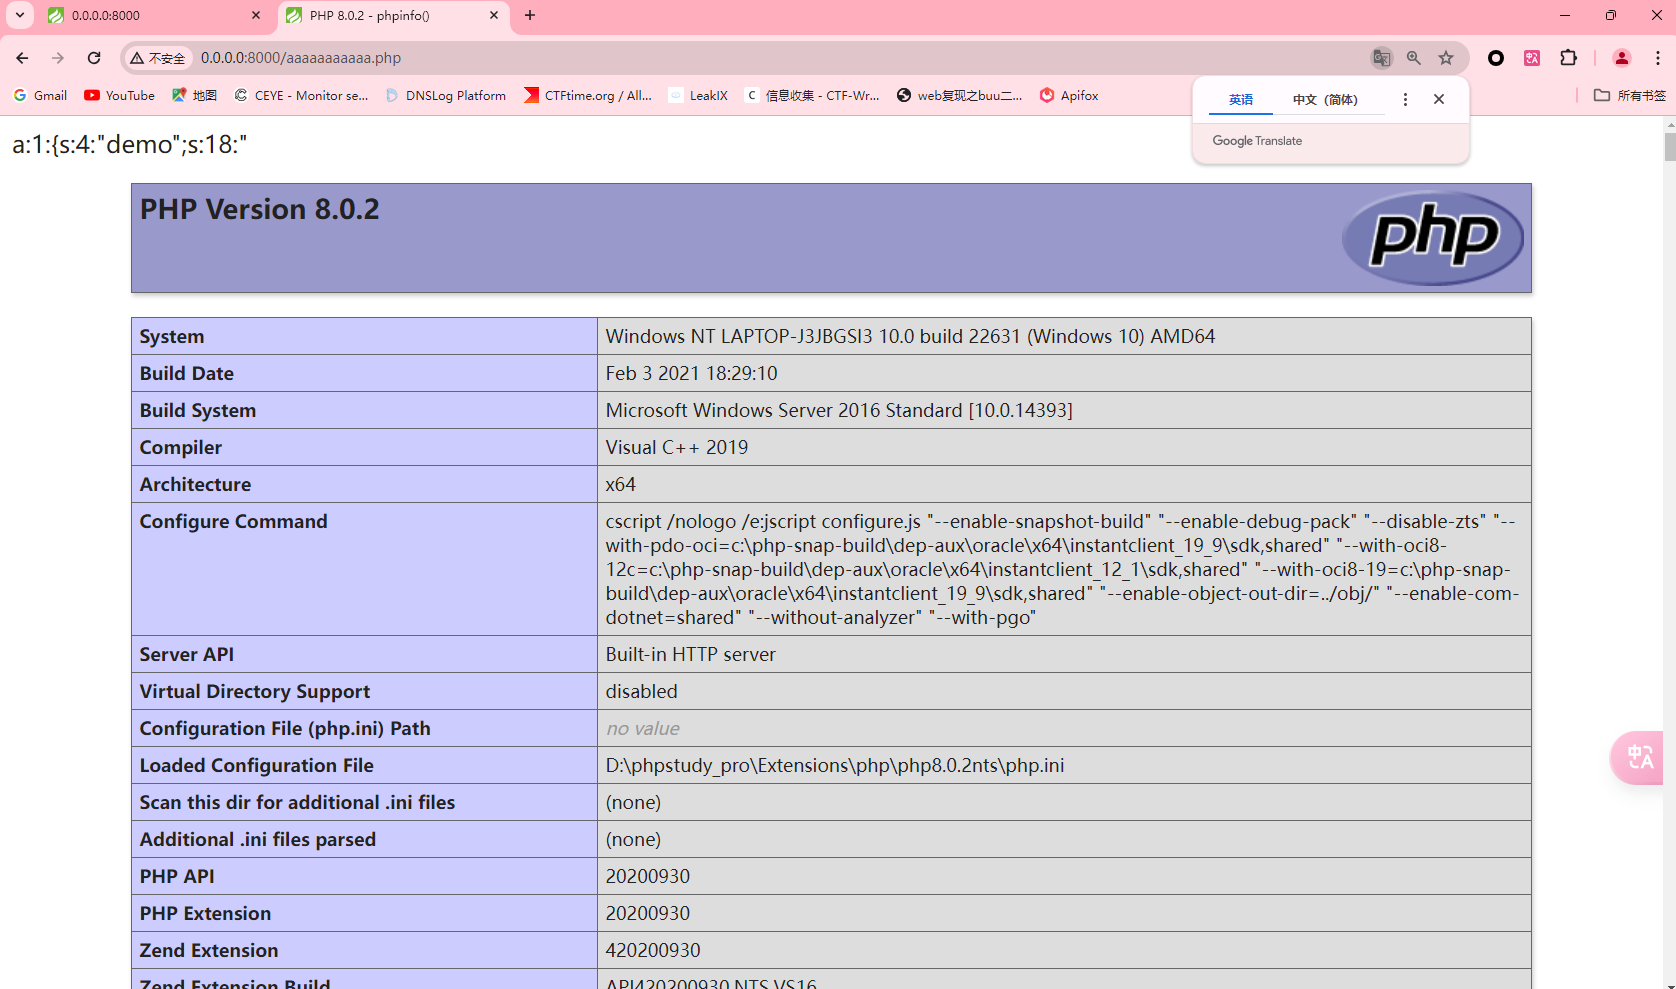 0.0.0.0:8000
PHP 8.0.2 - phpinfo()
不安全
0.0.0.0:8000/aaaaaaaaaaa.php
Gmail
YouTube
地图
CEYE - Monitor se...
DNSLog Platform
CTFtime.org / All...
LeakIX
信息收集 - CTF-Wr...
web复现之buu二...
Apifox
所有书签
英语
中文（简体）
Google Translate
a:1:{s:4:"demo";s:18:"
PHP Version 8.0.2
php
System
Windows NT LAPTOP-J3JBGSI3 10.0 build 22631 (Windows 10) AMD64
Build Date
Feb 3 2021 18:29:10
Build System
Microsoft Windows Server 2016 Standard [10.0.14393]
Compiler
Visual C++ 2019
Architecture
x64
Configure Command
cscript /nologo /e:jscript configure.js "--enable-snapshot-build" "--enable-debug-pack" "--disable-zts" "--
with-pdo-oci=c:\php-snap-build\dep-aux\oracle\x64\instantclient_19_9\sdk,shared" "--with-oci8-
12c=c:\php-snap-build\dep-aux\oracle\x64\instantclient_12_1\sdk,shared" "--with-oci8-19=c:\php-snap-
build\dep-aux\oracle\x64\instantclient_19_9\sdk,shared" "--enable-object-out-dir=../obj/" "--enable-com-
dotnet=shared" "--without-analyzer" "--with-pgo"
Server API
Built-in HTTP server
Virtual Directory Support
disabled
Configuration File (php.ini) Path
no value
Loaded Configuration File
D:\phpstudy_pro\Extensions\php\php8.0.2nts\php.ini
Scan this dir for additional .ini files
(none)
Additional .ini files parsed
(none)
PHP API
20200930
PHP Extension
20200930
Zend Extension
420200930
Zend Extension Build
API420200930,NTS,VS16